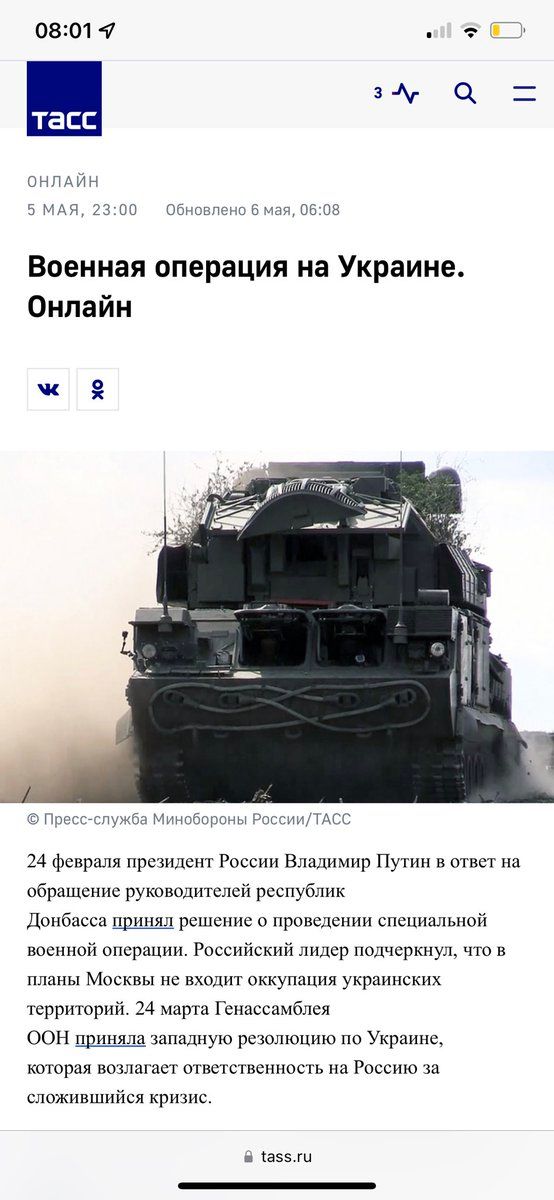 08:01
тасс
3
ОНЛАЙН
5 МАЯ, 23:00 Обновлено 6 мая, 06:08
Военная операция на Украине.
Онлайн
© Пресс-служба Минобороны России/ТАСС
24 февраля президент России Владимир Путин в ответ на
обращение руководителей республик
Донбасса принял решение о проведении специальной
военной операции. Российский лидер подчеркнул, что в
планы Москвы не входит оккупация украинских
территорий. 24 марта Генассамблея
ООН приняла западную резолюцию по Украине,
которая возлагает ответственность на Россию за
сложившийся кризис.
tass.ru